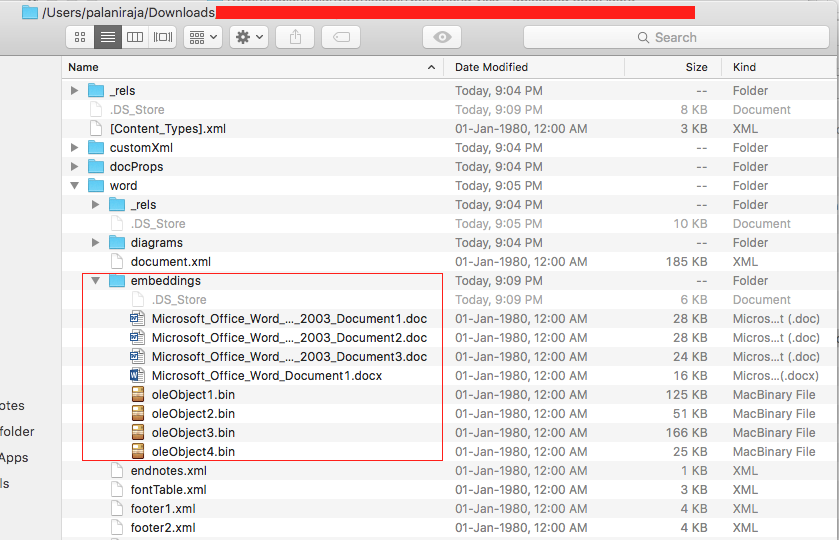 /Users/palaniraja/Downloads
Search
Name Date Modified Size Kind
_rels Today, 9:04 PM -- Folder
.DS_Store Today, 9:09 PM 8 KB Document
[Content_Types].xml 01-Jan-1980, 12:00 AM 3 KB XML
customXml Today, 9:04 PM -- Folder
docProps Today, 9:04 PM -- Folder
word Today, 9:05 PM -- Folder
_rels Today, 9:04 PM -- Folder
.DS_Store Today, 9:05 PM 10 KB Document
diagrams Today, 9:04 PM -- Folder
document.xml 01-Jan-1980, 12:00 AM 185 KB XML
embeddings Today, 9:09 PM -- Folder
.DS_Store Today, 9:09 PM 6 KB Document
Microsoft_Office_Word_..._2003_Document1.doc 01-Jan-1980, 12:00 AM 28 KB Micros...t (.doc)
Microsoft_Office_Word_..._2003_Document2.doc 01-Jan-1980, 12:00 AM 28 KB Micros...t (.doc)
Microsoft_Office_Word_..._2003_Document3.doc 01-Jan-1980, 12:00 AM 24 KB Micros...t (.doc)
Microsoft_Office_Word_Document1.docx 01-Jan-1980, 12:00 AM 16 KB Micros...(.docx)
oleObject1.bin 01-Jan-1980, 12:00 AM 125 KB MacBinary File
otes oleObject2.bin 01-Jan-1980, 12:00 AM 51 KB MacBinary File
folder oleObject3.bin 01-Jan-1980, 12:00 AM 166 KB MacBinary File
Apps oleObject4.bin 01-Jan-1980, 12:00 AM 25 KB MacBinary File
endnotes.xml 01-Jan-1980, 12:00 AM 1 KB XML
ls fontTable.xml 01-Jan-1980, 12:00 AM 3 KB XML
footer1.xml 01-Jan-1980, 12:00 AM 4 KB XML
footer2.xml 01-Jan-1980, 12:00 AM 4 KB XML